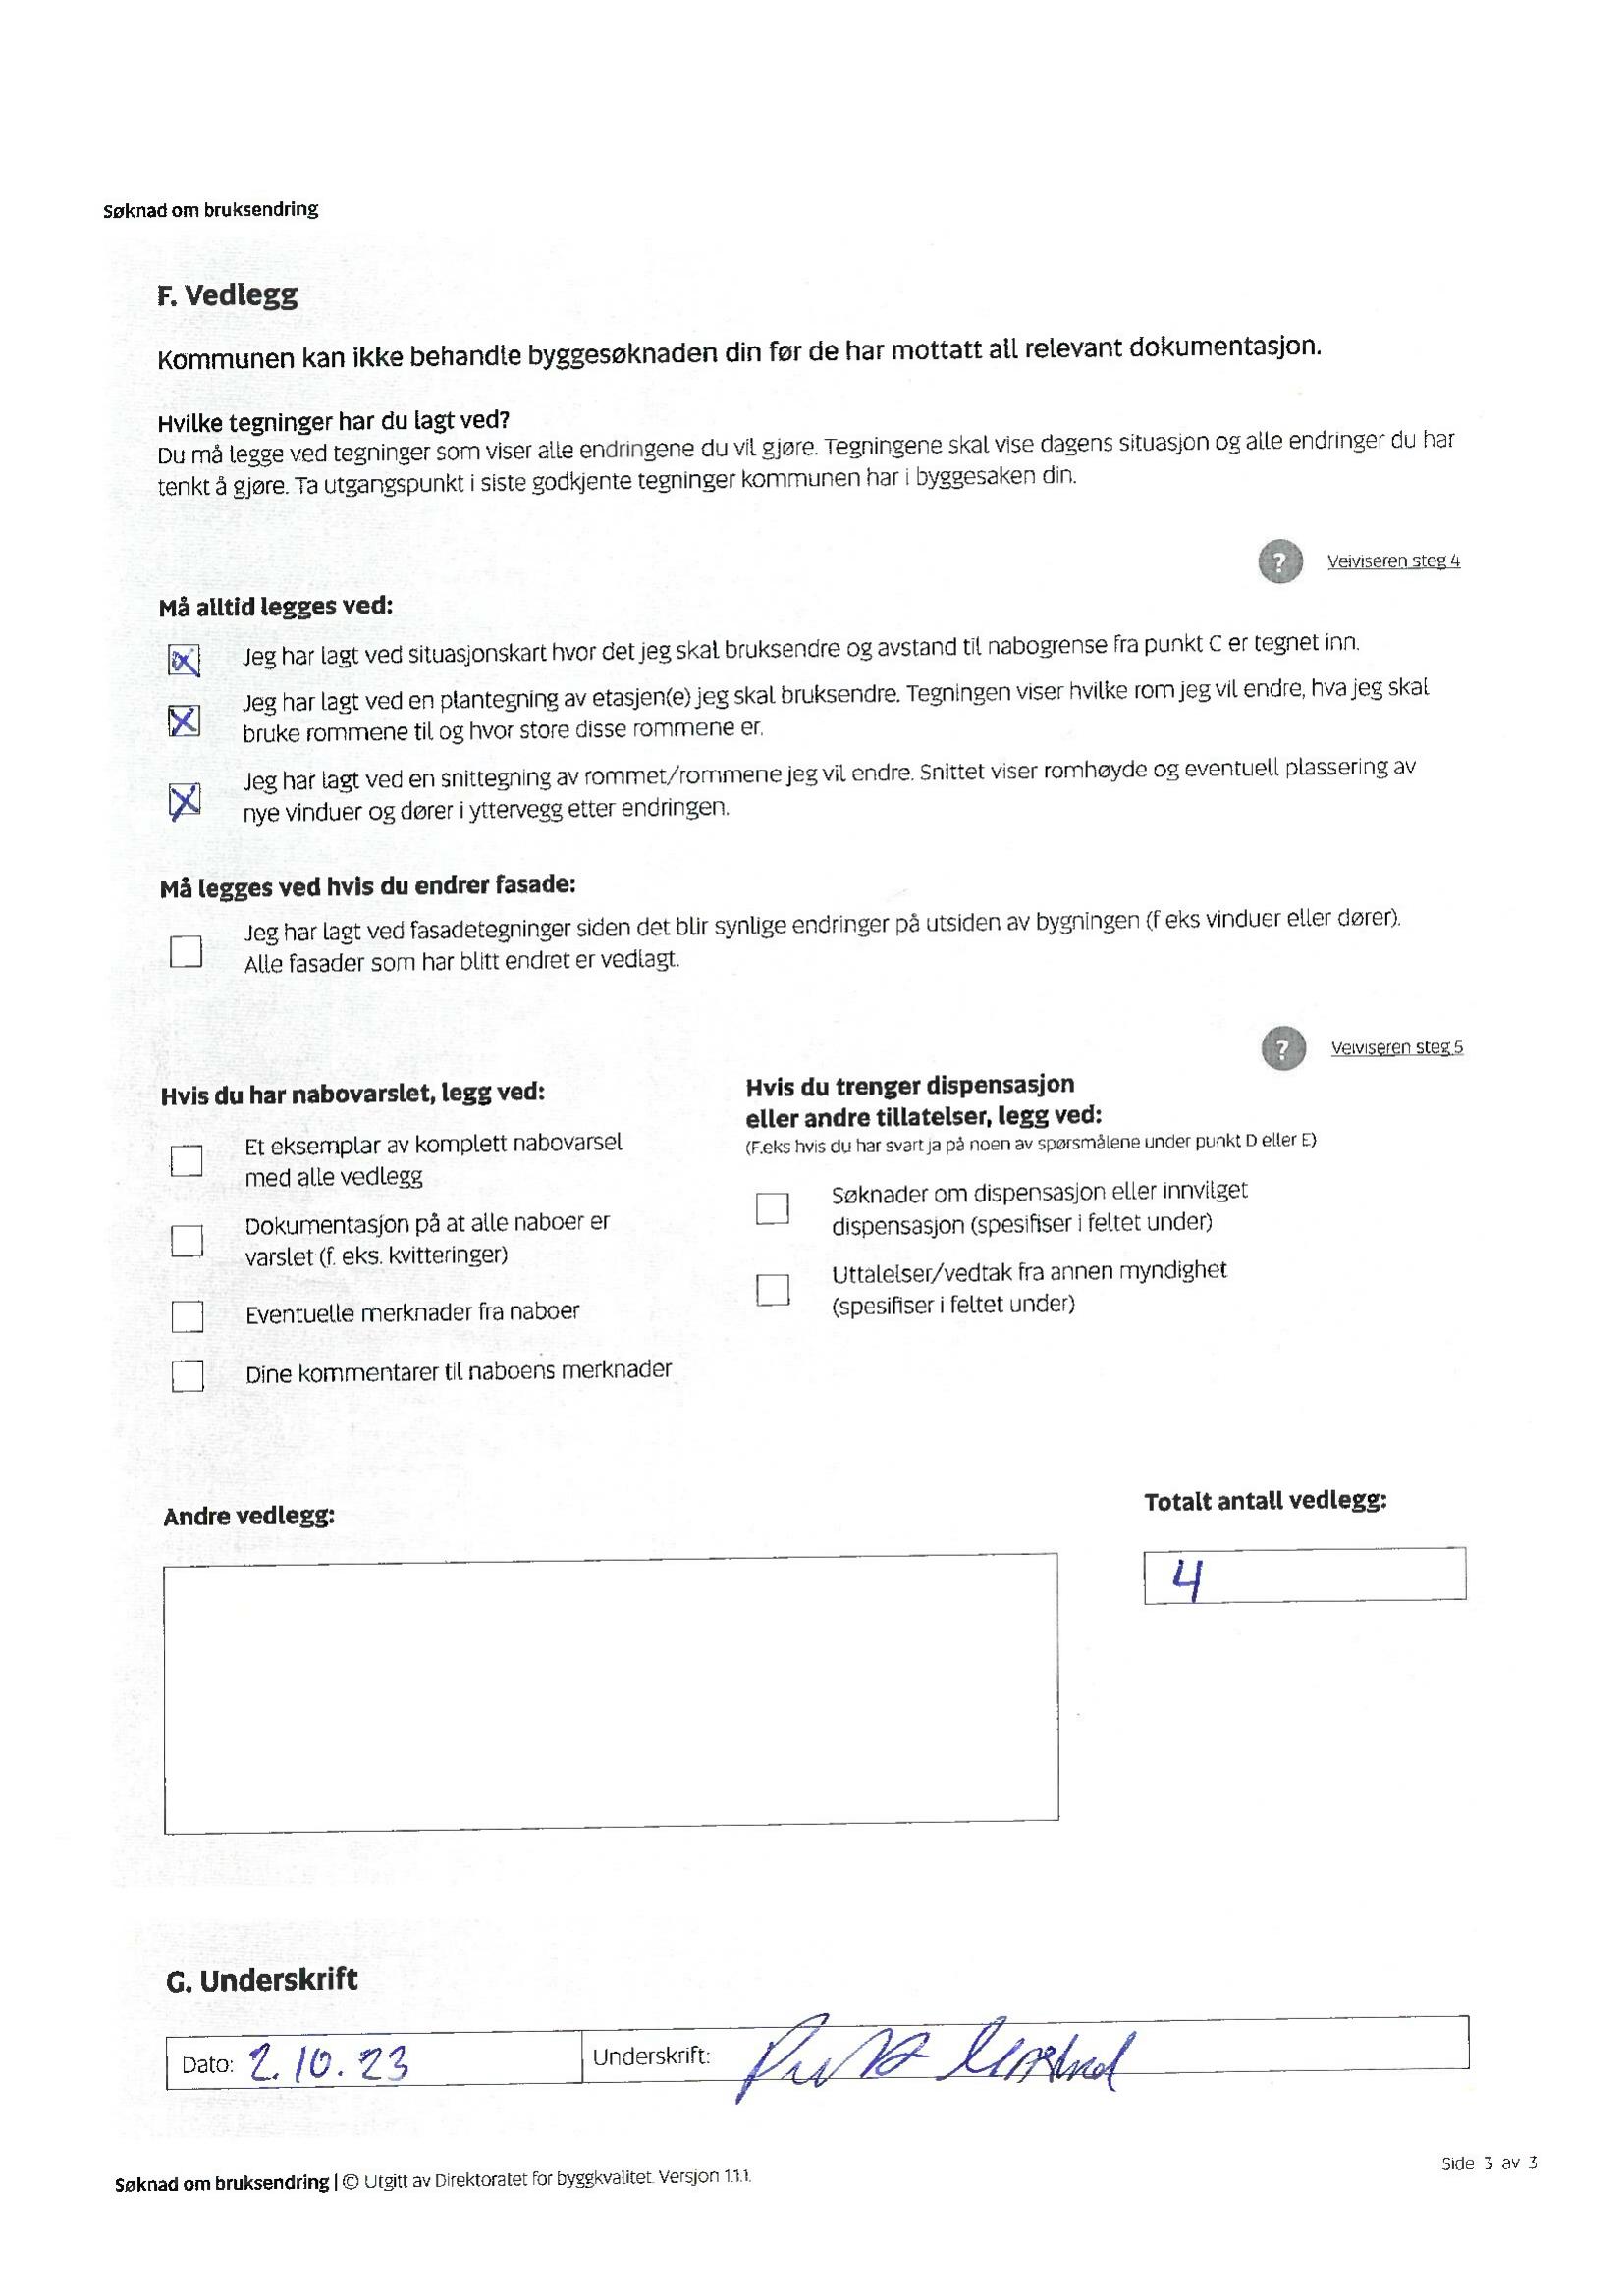 Søknad om bruksendring
F. Vedlegg
Kommunen kan ikke behandle byggesøknaden din før de har mottatt all relevant dokumentasjon.
Hvilke tegninger har du lagt ved?
Du må legge ved tegninger som viser alle endringene du vil gjøre. Tegningene skal vise dagens situasjon og alle endringer du har
tenkt å gjøre. Ta utgangspunkt i siste godkjente tegninger kommunen har i byggesaken din.
? Veiviseren steg 4
Må alltid legges ved:
Jeg har lagt ved situasjonskart hvor det jeg skal bruksendre og avstand til nabogrense fra punkt C er tegnet inn.
Jeg har lagt ved en plantegning av etasjen(e) jeg skal bruksendre. Tegningen viser hvilke rom jeg vil endre, hva jeg skal
bruke rommene til og hvor store disse rommene er.
Jeg har lagt ved en snittegning av rommet/rommene jeg vil endre. Snittet viser romhøyde og eventuell plassering av
nye vinduer og dører i yttervegg etter endringen.
Må legges ved hvis du endrer fasade:
Jeg har lagt ved fasadetegninger siden det blir synlige endringer på utsiden av bygningen (f eks vinduer eller dører).
Alle fasader som har blitt endret er vedlagt.
? Veiviseren steg 5
Hvis du har nabovarslet, legg ved:
Et eksemplar av komplett nabovarsel
med alle vedlegg
Dokumentasjon på at alle naboer er
varslet (f. eks. kvitteringer)
Eventuelle merknader fra naboer
Dine kommentarer til naboens merknader
Hvis du trenger dispensasjon
eller andre tillatelser, legg ved:
(F.eks hvis du har svart ja på noen av spørsmålene under punkt D eller E)
Søknader om dispensasjon eller innvilget
dispensasjon (spesifiser i feltet under)
Uttalelser/vedtak fra annen myndighet
(spesifiser i feltet under)
Andre vedlegg:
Totalt antall vedlegg:
4
G. Underskrift
Dato: 2.10.23 Underskrift:
Søknad om bruksendring | © Utgitt av Direktoratet for byggkvalitet. Versjon 1.1.1.
Side 3 av 3